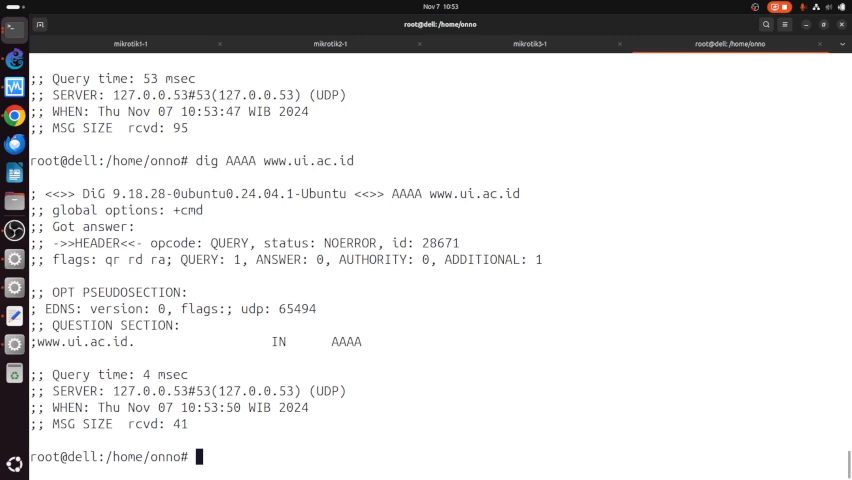 Nov 7 10:53
root@dell: /home/onno
mikrotik1-1 × mikrotik2-1 × mikrotik3-1 × root@dell: /home/onno ×
;; Query time: 53 msec
;; SERVER: 127.0.0.53#53(127.0.0.53) (UDP)
;; WHEN: Thu Nov 07 10:53:47 WIB 2024
;; MSG SIZE  rcvd: 95
root@dell:/home/onno# dig AAAA www.ui.ac.id
; <<>> DiG 9.18.28-0ubuntu0.24.04.1-Ubuntu <<>> AAAA www.ui.ac.id
;; global options: +cmd
;; Got answer:
;; ->>HEADER<<- opcode: QUERY, status: NOERROR, id: 28671
;; flags: qr rd ra; QUERY: 1, ANSWER: 0, AUTHORITY: 0, ADDITIONAL: 1
;; OPT PSEUDOSECTION:
; EDNS: version: 0, flags:; udp: 65494
;; QUESTION SECTION:
;www.ui.ac.id. IN AAAA
;; Query time: 4 msec
;; SERVER: 127.0.0.53#53(127.0.0.53) (UDP)
;; WHEN: Thu Nov 07 10:53:50 WIB 2024
;; MSG SIZE  rcvd: 41
root@dell:/home/onno#